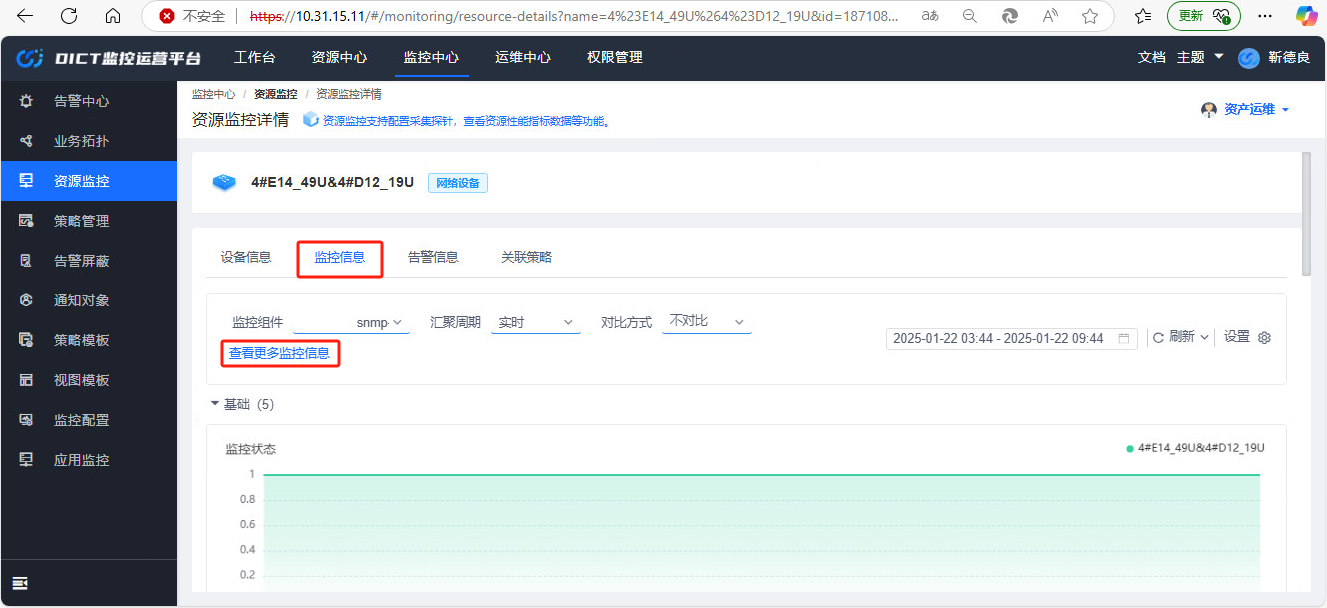 不安全 https://10.31.15.11/#/monitoring/resource-details?name=4%23E14_49U%264%23D12_19U&id=187108... aあ A 更新
DICT监控运营平台 工作台 资源中心 监控中心 运维中心 权限管理 文档 主题 靳德良
告警中心
业务拓扑
资源监控
策略管理
告警屏蔽
通知对象
策略模板
视图模板
监控配置
应用监控
监控中心 / 资源监控 / 资源监控详情
资源监控详情 资源监控支持配置采集探针，查看资源性能指标数据等功能。 资产运维
4#E14_49U&4#D12_19U 网络设备
设备信息 监控信息 告警信息 关联策略
监控组件 snmp- 汇聚周期 实时 对比方式 不对比
2025-01-22 03:44 - 2025-01-22 09:44 刷新 设置
查看更多监控信息
基础 (5)
监控状态 4#E14_49U&4#D12_19U
1
0.8
0.6
0.4
0.2